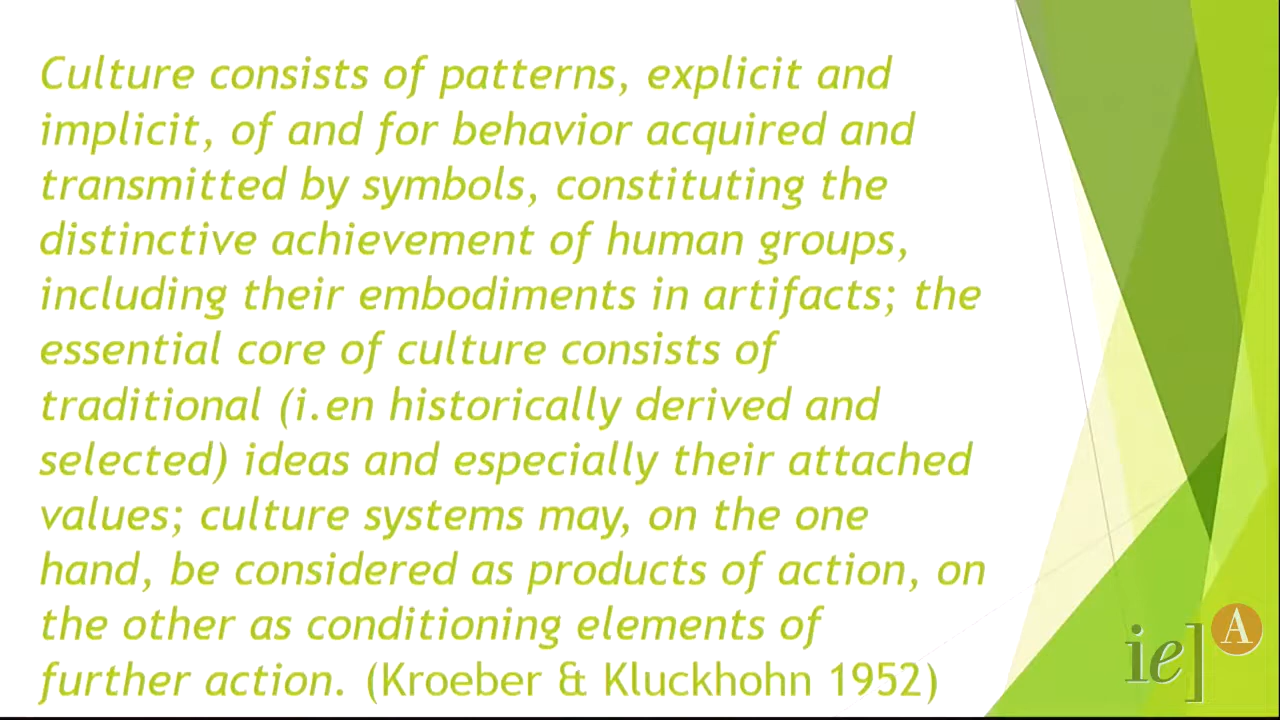 Culture consists of patterns, explicit and
implicit, of and for behavior acquired and
transmitted by symbols, constituting the
distinctive achievement of human groups,
including their embodiments in artifacts; the
essential core of culture consists of
traditional (i.en historically derived and
selected) ideas and especially their attached
values; culture systems may, on the one
hand, be considered as products of action, on
the other as conditioning elements of
further action. (Kroeber & Kluckhohn 1952)
ie] A